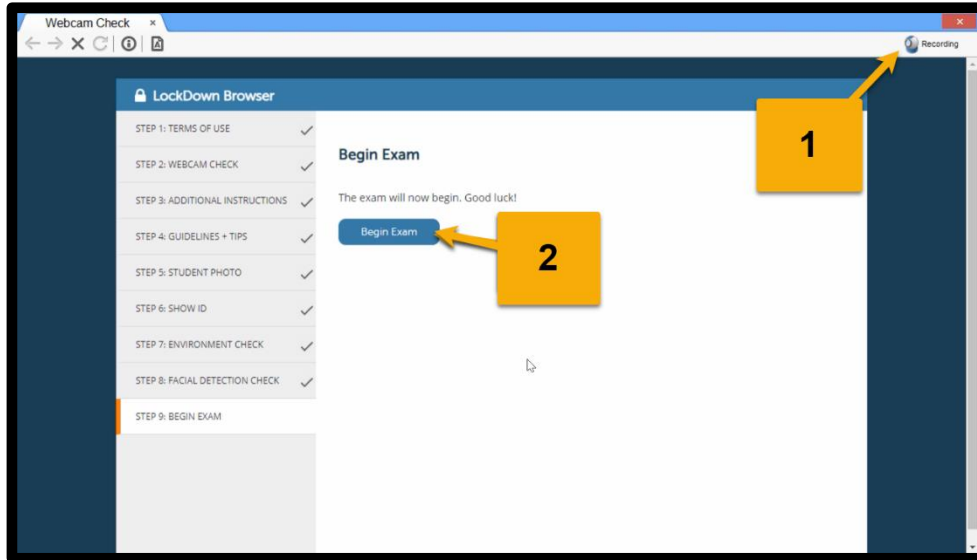 Webcam Check
Recording
1
LockDown Browser
STEP 1: TERMS OF USE
STEP 2: WEBCAM CHECK
STEP 3: ADDITIONAL INSTRUCTIONS
STEP 4: GUIDELINES + TIPS
STEP 5: STUDENT PHOTO
STEP 6: SHOW ID
STEP 7: ENVIRONMENT CHECK
STEP 8: FACIAL DETECTION CHECK
STEP 9: BEGIN EXAM
Begin Exam
The exam will now begin. Good luck!
Begin Exam
2